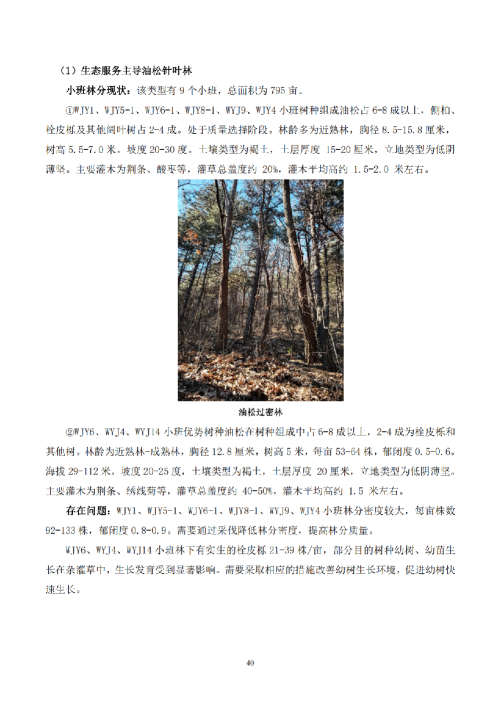 （1）生态服务主导油松针叶林
小班林分现状：该类型有 9 个小班，总面积为 795 亩。
①WJY1、WJY5-1、WJY6-1、WJY8-1、WYJ9、WJY4 小班树种组成油松占 6-8 成以上，侧柏、
栓皮栎及其他阔叶树占 2-4 成。处于质量选择阶段。林龄多为近熟林，胸径 8.5-15.8 厘米，
树高 5.5-7.0 米。坡度 20-30 度。土壤类型为褐土，土层厚度 15-20 厘米，立地类型为低阴
薄坚。主要灌木为荆条、酸枣等，灌草总盖度约 20%，灌木平均高约 1.5-2.0 米左右。
油松过密林
②WJY6、WYJ4、WYJ14 小班优势树种油松在树种组成中占 6-8 成以上，2-4 成为栓皮栎和
其他树。林龄为近熟林-成熟林，胸径 12.8 厘米，树高 5 米，每亩 53-64 株，郁闭度 0.5-0.6。
海拔 29-112 米，坡度 20-25 度，土壤类型为褐土，土层厚度 20 厘米，立地类型为低阴薄坚。
主要灌木为荆条、绣线菊等，灌草总盖度约 40-50%，灌木平均高约 1.5 米左右。
存在问题：WJY1、WJY5-1、WJY6-1、WJY8-1、WYJ9、WJY4 小班林分密度较大，每亩株数
92-133 株，郁闭度 0.8-0.9。需要通过采伐降低林分密度，提高林分质量。
WJY6、WYJ4、WYJ14 小班林下有实生的栓皮栎 21-39 株/亩，部分目的树种幼树、幼苗生
长在杂灌草中，生长发育受到显著影响。需要采取相应的措施改善幼树生长环境，促进幼树快
速生长。
40